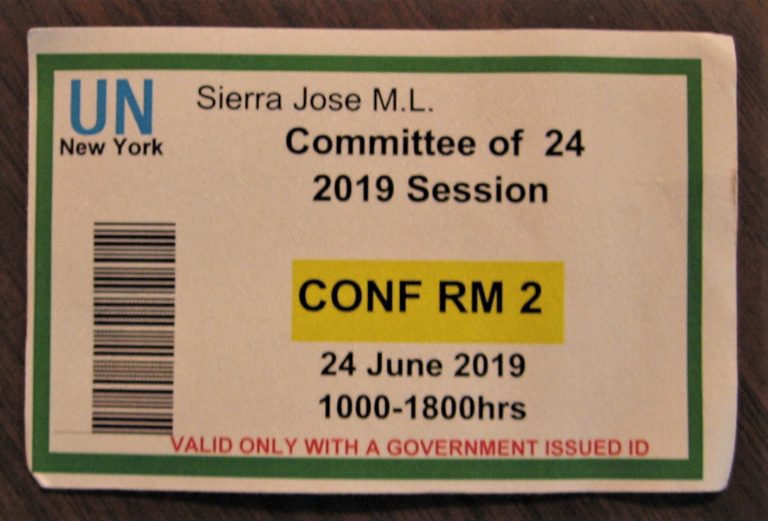 UN
New York
Sierra Jose M.L.
Committee of 24
2019 Session
CONF RM 2
24 June 2019
1000-1800hrs
VALID ONLY WITH A GOVERNMENT ISSUED ID